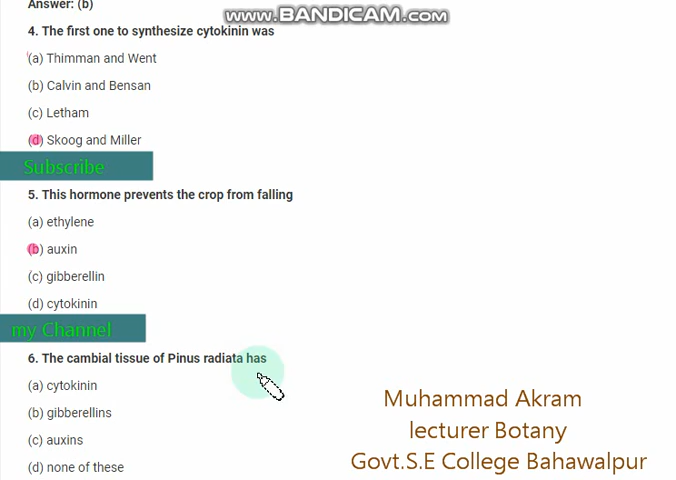 Answer: (b)
www.BANDICAM.com
4. The first one to synthesize cytokinin was
(a) Thimman and Went
(b) Calvin and Bensan
(c) Letham
(d) Skoog and Miller
Subscribe
5. This hormone prevents the crop from falling
(a) ethylene
(b) auxin
(c) gibberellin
(d) cytokinin
my Channel
6. The cambial tissue of Pinus radiata has
(a) cytokinin
(b) gibberellins
(c) auxins
(d) none of these
Muhammad Akram
lecturer Botany
Govt.S.E College Bahawalpur